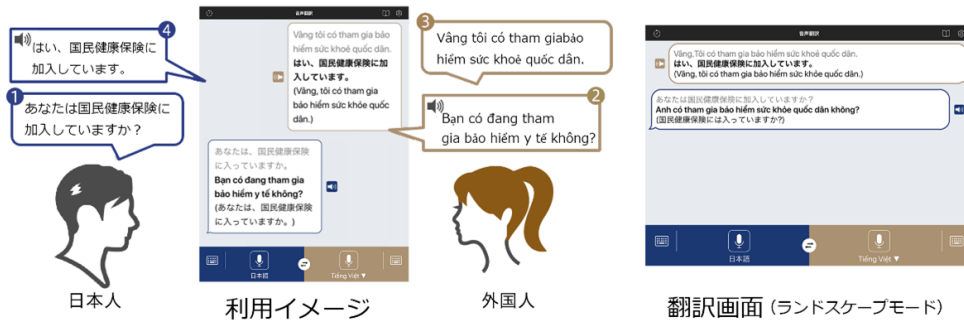 4
はい、国民健康保険に
加入しています。
1
あなたは国民健康保険に
加入していますか？
日本人
音声翻訳
Vâng tôi có tham gia bảo
hiểm sức khoẻ quốc dân.
はい、国民健康保険に加
入しています。
(Vâng, tôi có tham gia
bảo hiểm sức khỏe quốc
dân.)
あなたは、国民健康保険
に入っていますか。
Bạn có đang tham gia
bảo hiểm y tế không?
(あなたは、国民健康保険
に入っていますか。)
日本語
Tiếng Việt ▼
利用イメージ
3
Vâng tôi có tham giabảo
hiểm sức khoẻ quốc dân.
2
Bạn có đang tham
gia bảo hiểm y tế không?
外国人
音声翻訳
Vâng,Tôi có tham gia bảo hiểm sức khoẻ quốc dân.
はい、国民健康保険に加入しています。
(Vâng, tôi có tham gia bảo hiểm sức khỏe quốc dân.)
あなたは国民健康保険に加入していますか？
Anh có tham gia bảo hiểm sức khỏe quốc dân không?
(国民健康保険には入っていますか?)
日本語
Tiếng Việt ▼
翻訳画面（ランドスケープモード）